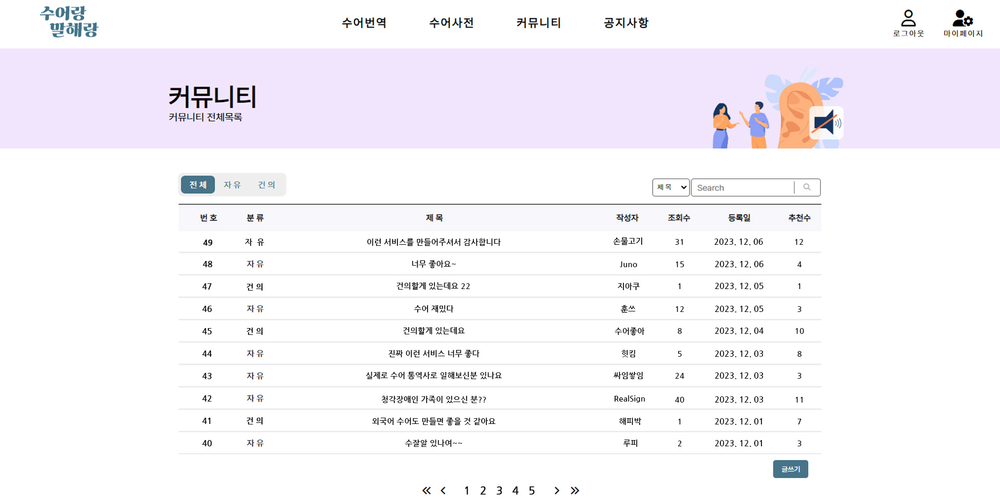 수어랑
말해랑
수어번역 수어사전 커뮤니티 공지사항
로그아웃 마이페이지
커뮤니티
커뮤니티 전체목록
전 체 자 유 건 의
제 목 Search
번 호 분 류 제 목 작성자 조회수 등록일 추천수
49 자 유 이런 서비스를 만들어주셔서 감사합니다 손물고기 31 2023. 12. 06 12
48 자 유 너무 좋아요~ Juno 15 2023. 12. 06 4
47 건 의 건의할게 있는데요 22 지아쿠 1 2023. 12. 05 1
46 자 유 수어 재밌다 훈쓰 12 2023. 12. 05 3
45 건 의 건의할게 있는데요 수어좋아 8 2023. 12. 04 10
44 자 유 진짜 이런 서비스 너무 좋다 힛킴 5 2023. 12. 03 8
43 자 유 실제로 수어 통역사로 일해보신분 있나요 싸임쌓임 24 2023. 12. 03 3
42 자 유 청각장애인 가족이 있으신 분?? RealSign 40 2023. 12. 03 11
41 건 의 외국어 수어도 만들면 좋을 것 같아요 해피박 1 2023. 12. 01 7
40 자 유 수잘알 있나여~~ 루피 2 2023. 12. 01 3
글쓰기
1 2 3 4 5